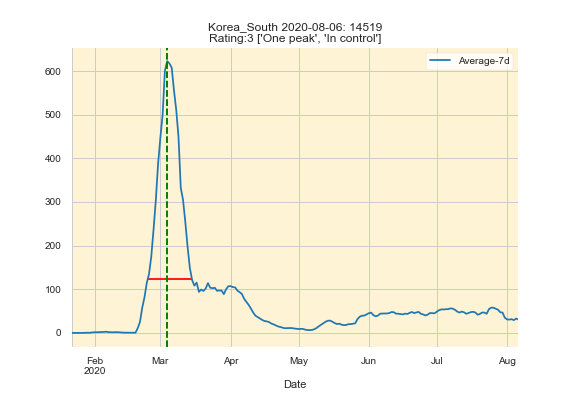 Korea_South 2020-08-06: 14519
Rating:3 ['One peak', 'In control']
Average-7d
600
500
400
300
200
100
0
Feb Mar Apr May Jun Jul Aug
2020
Date